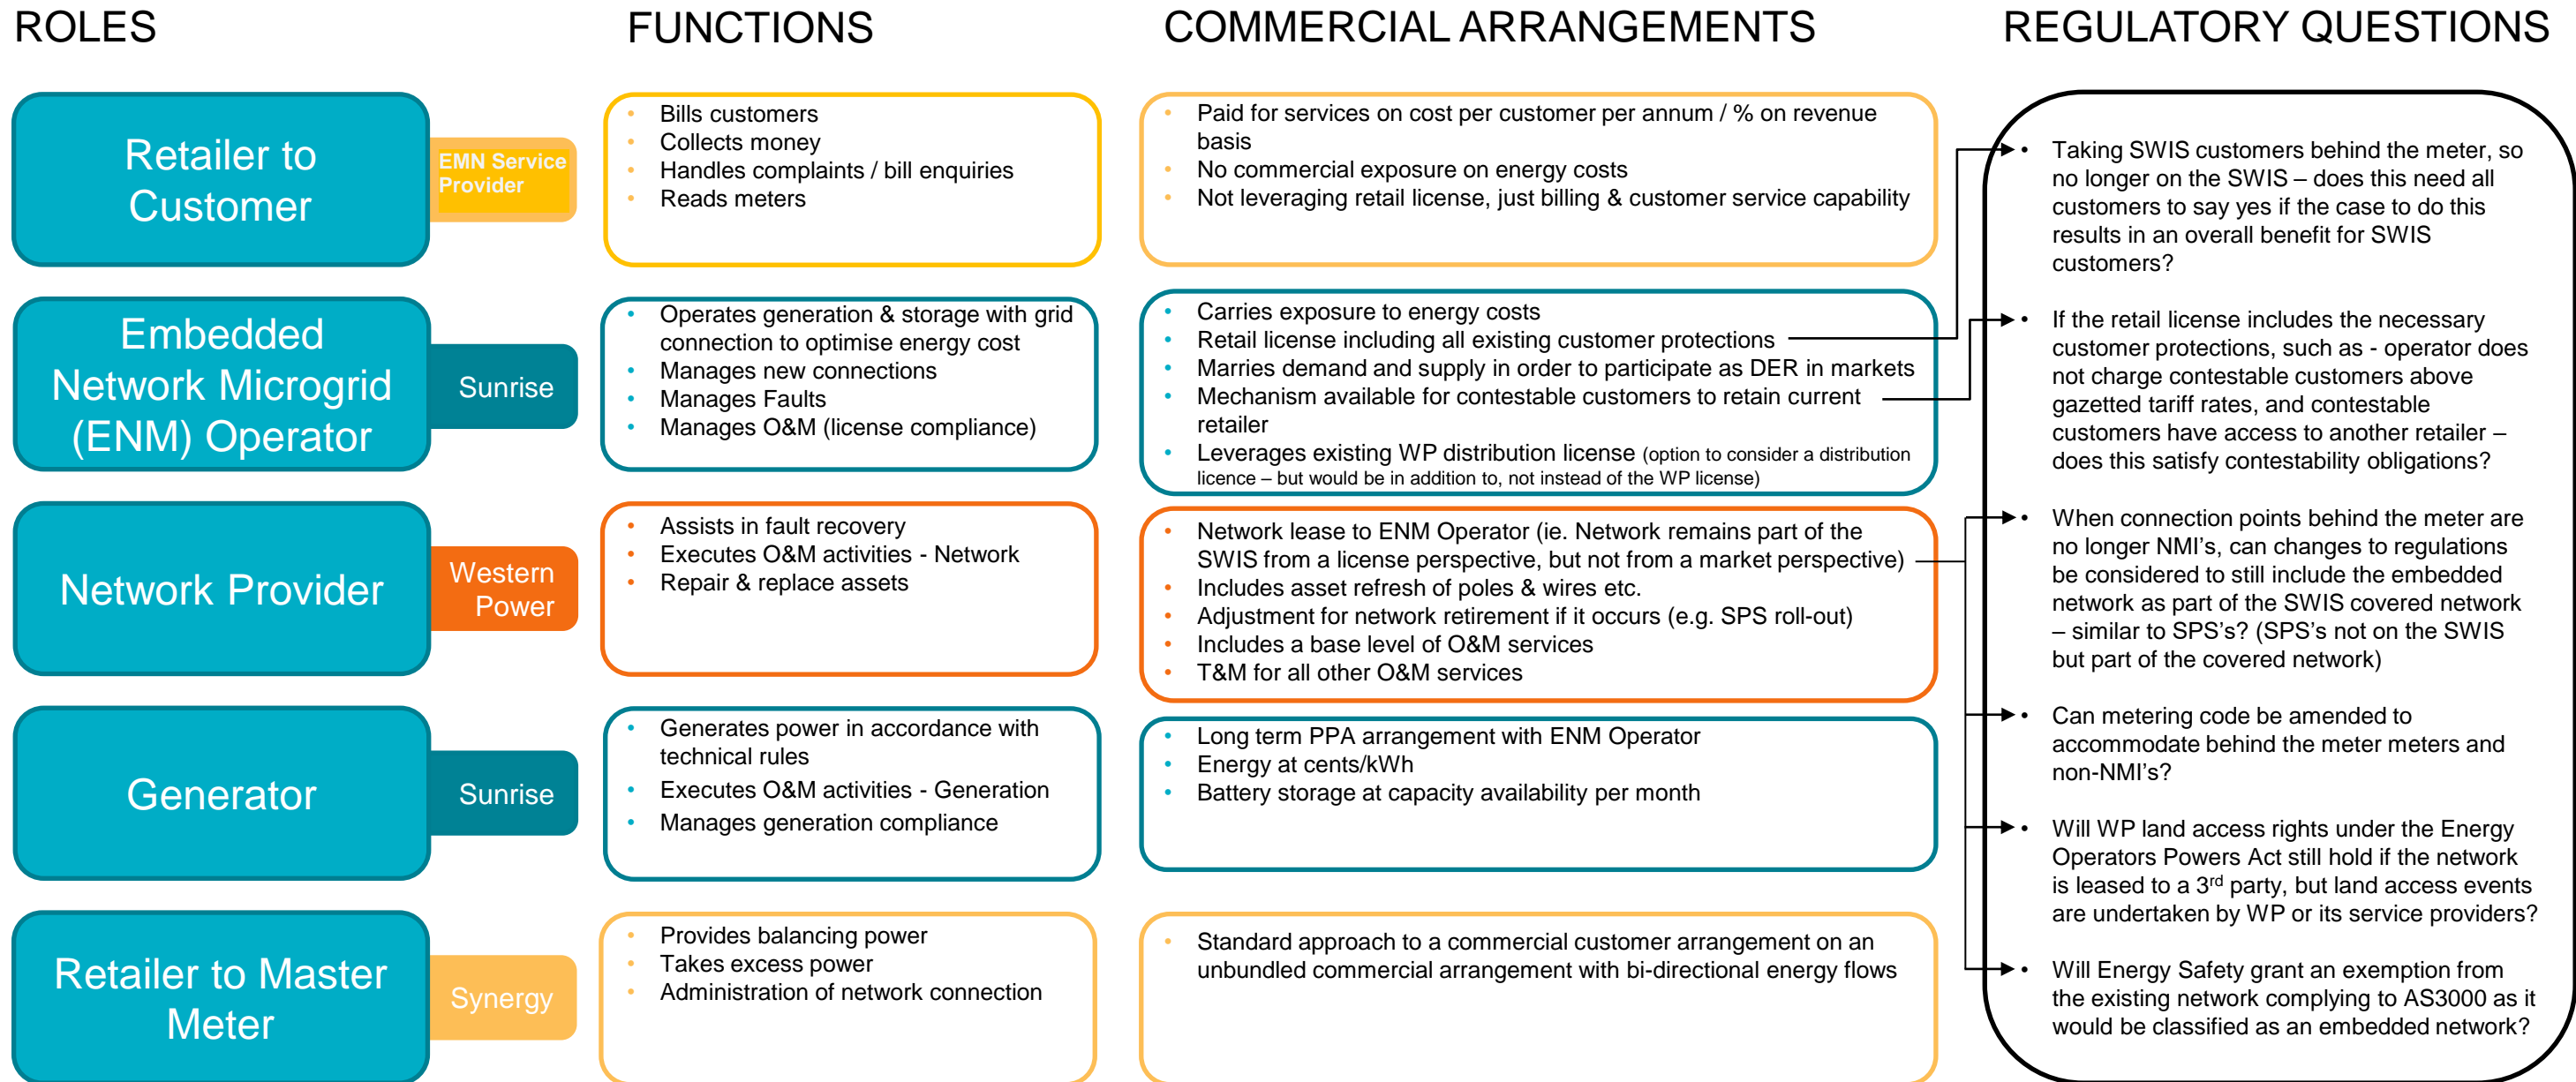 ROLES
FUNCTIONS
COMMERCIAL ARRANGEMENTS
REGULATORY QUESTIONS
Retailer to
Customer
EMN Service
Provider
• Bills customers
• Collects money
• Handles complaints / bill enquiries
• Reads meters
• Paid for services on cost per customer per annum / % on revenue
basis
• No commercial exposure on energy costs
• Not leveraging retail license, just billing & customer service capability
Embedded
Network Microgrid
(ENM) Operator
Sunrise
• Operates generation & storage with grid
connection to optimise energy cost
• Manages new connections
• Manages Faults
• Manages O&M (license compliance)
• Carries exposure to energy costs
• Retail license including all existing customer protections
• Marries demand and supply in order to participate as DER in markets
• Mechanism available for contestable customers to retain current
retailer
• Leverages existing WP distribution license (option to consider a distribution
licence – but would be in addition to, not instead of the WP license)
Network Provider
Western
Power
• Assists in fault recovery
• Executes O&M activities - Network
• Repair & replace assets
• Network lease to ENM Operator (ie. Network remains part of the
SWIS from a license perspective, but not from a market perspective)
• Includes asset refresh of poles & wires etc.
• Adjustment for network retirement if it occurs (e.g. SPS roll-out)
• Includes a base level of O&M services
• T&M for all other O&M services
Generator
Sunrise
• Generates power in accordance with
technical rules
• Executes O&M activities - Generation
• Manages generation compliance
• Long term PPA arrangement with ENM Operator
• Energy at cents/kWh
• Battery storage at capacity availability per month
Retailer to Master
Meter
Synergy
• Provides balancing power
• Takes excess power
• Administration of network connection
• Standard approach to a commercial customer arrangement on an
unbundled commercial arrangement with bi-directional energy flows
• Taking SWIS customers behind the meter, so
no longer on the SWIS – does this need all
customers to say yes if the case to do this
results in an overall benefit for SWIS
customers?
• If the retail license includes the necessary
customer protections, such as - operator does
not charge contestable customers above
gazetted tariff rates, and contestable
customers have access to another retailer –
does this satisfy contestability obligations?
• When connection points behind the meter are
no longer NMI's, can changes to regulations
be considered to still include the embedded
network as part of the SWIS covered network
– similar to SPS's? (SPS's not on the SWIS
but part of the covered network)
• Can metering code be amended to
accommodate behind the meter meters and
non-NMI's?
• Will WP land access rights under the Energy
Operators Powers Act still hold if the network
is leased to a 3rd party, but land access events
are undertaken by WP or its service providers?
• Will Energy Safety grant an exemption from
the existing network complying to AS3000 as it
would be classified as an embedded network?